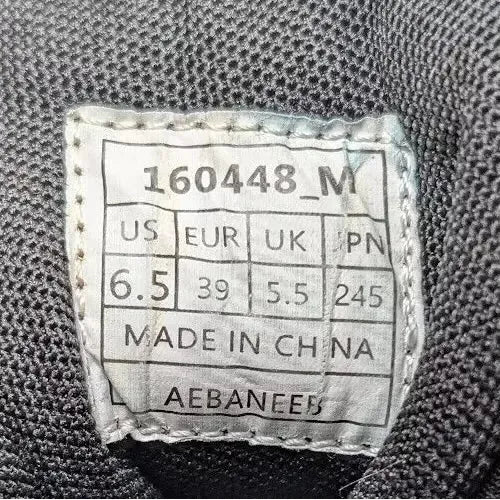 160448_M
US EUR UK JPN
6.5 39 5.5 245
MADE IN CHINA
AEBANEEB